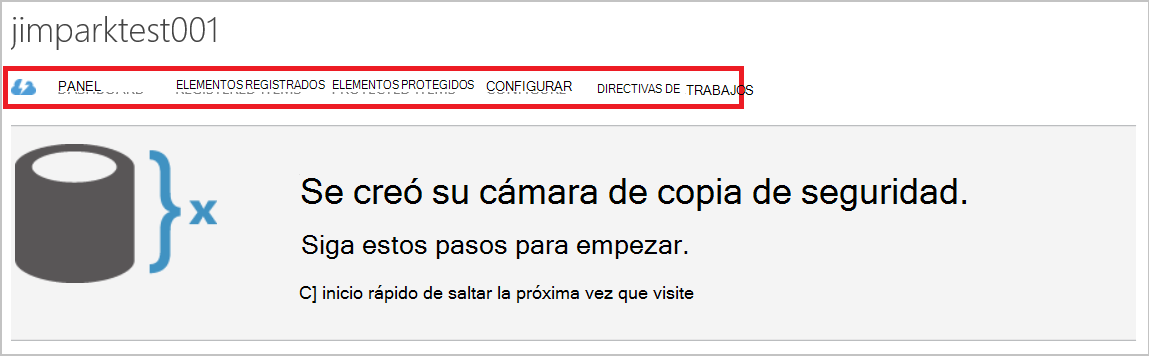 jimparktest001
PANEL ELEMENTOS REGISTRADOS ELEMENTOS PROTEGIDOS CONFIGURAR DIRECTIVAS DE TRABAJOS
Se creó su cámara de copia de seguridad.
Siga estos pasos para empezar.
C] inicio rápido de saltar la próxima vez que visite